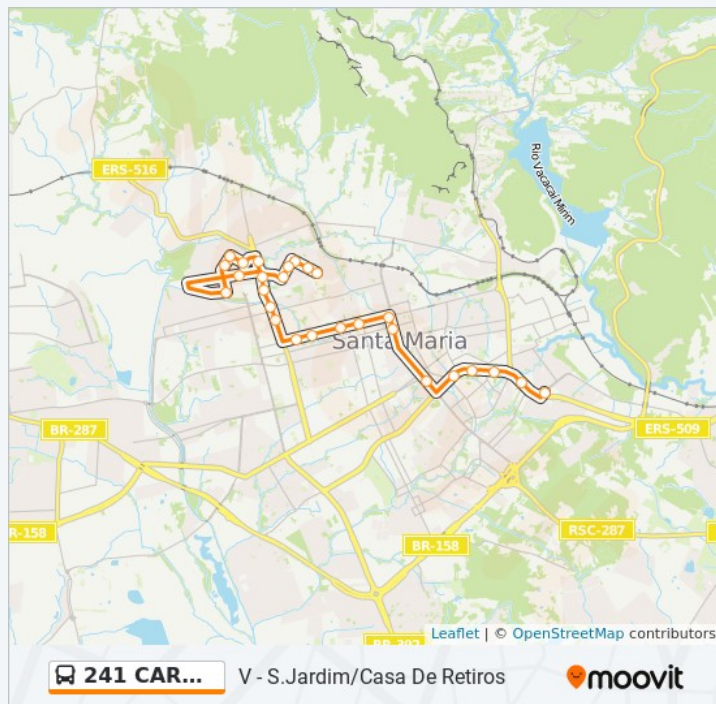 ERS-516
Rio Vacacaí Mirim
Santa Maria
BR-287
ERS-509
R-158
RSC-287
BR-158
BR-392
Leaflet | © OpenStreetMap contributors
241 CAR... V - S.Jardim/Casa De Retiros moovit